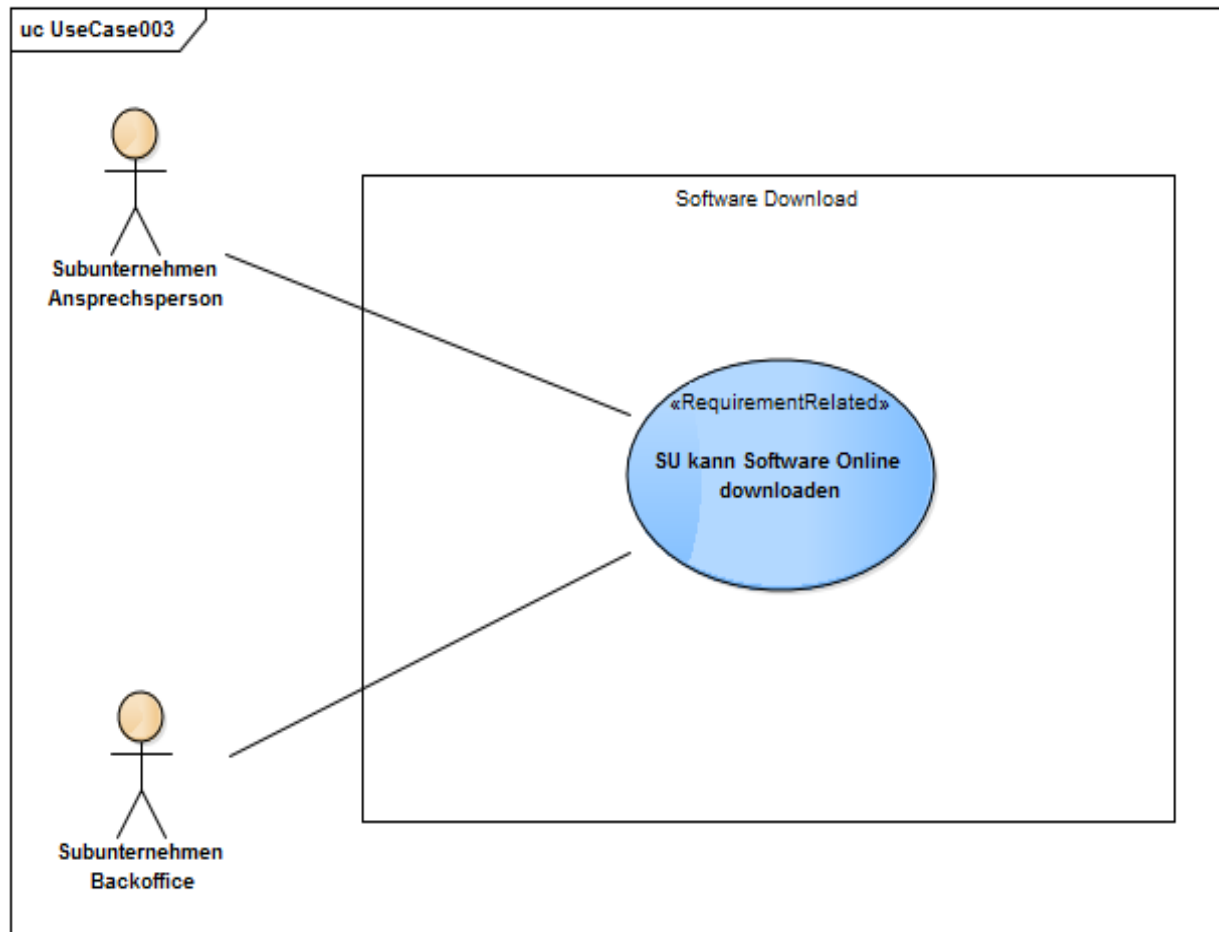 uc UseCase003
Subunternehmen
Ansprechsperson
Software Download
«RequirementRelated»
SU kann Software Online
downloaden
Subunternehmen
Backoffice